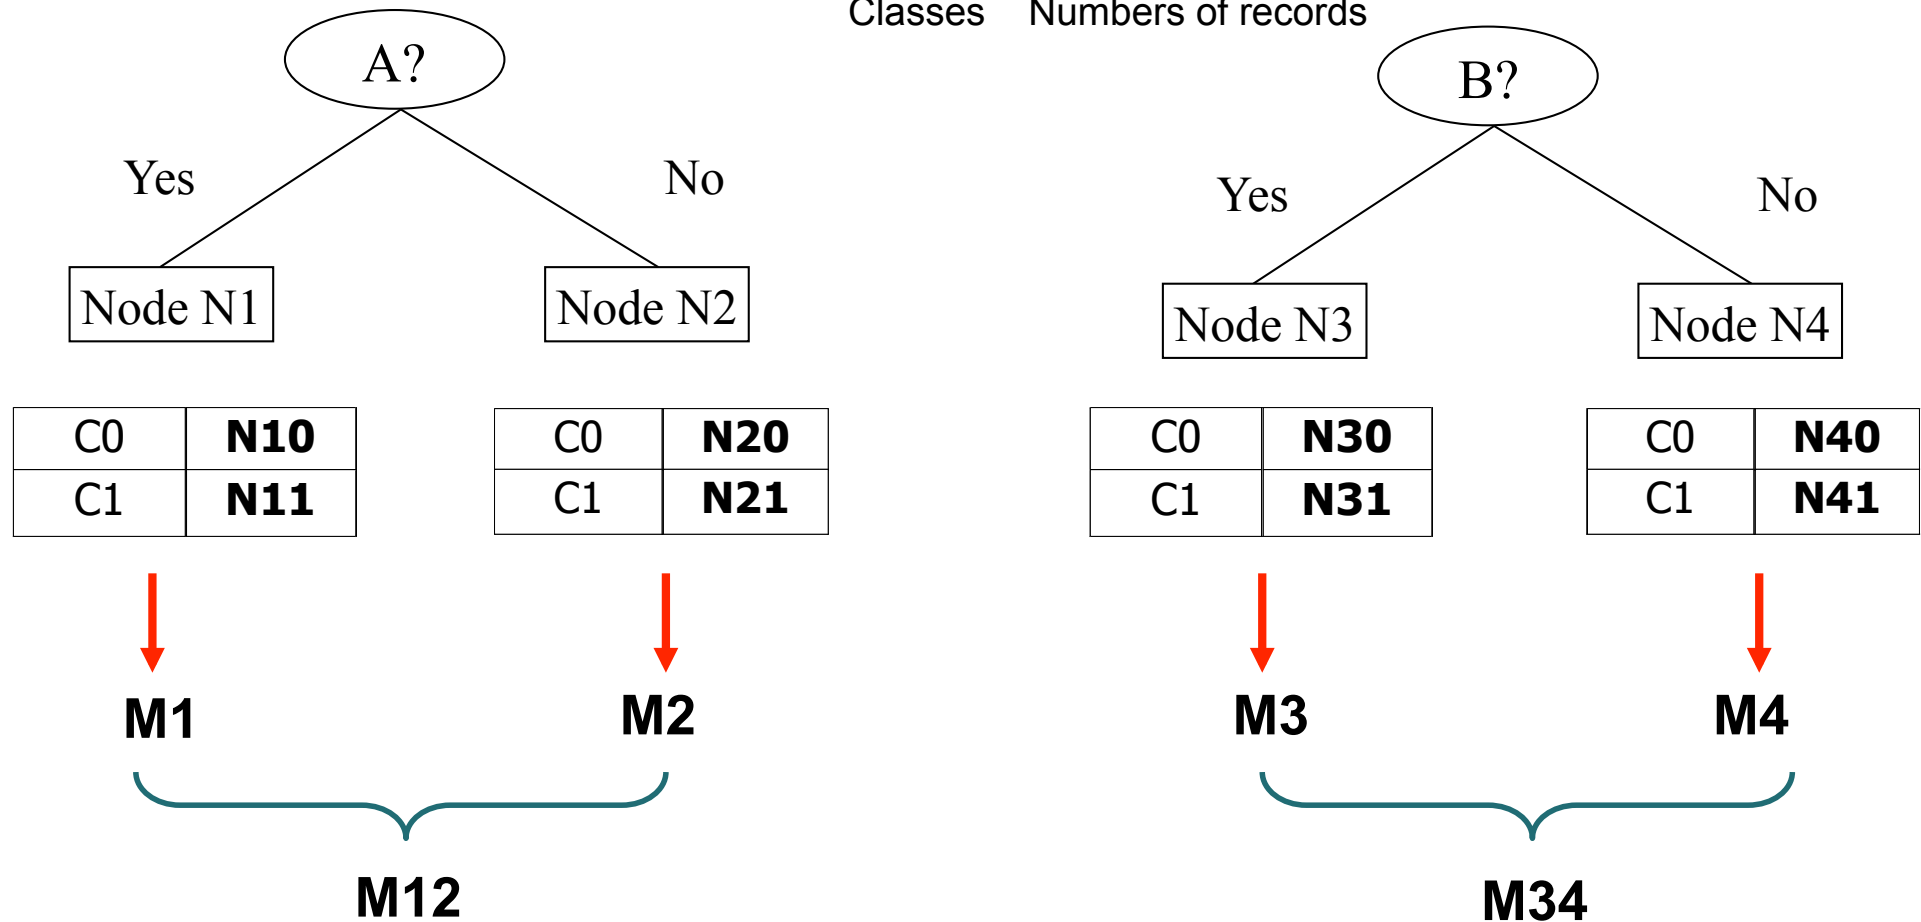 Classes Numbers of records
A?
B?
Yes No
Yes No
Node N1 Node N2
Node N3 Node N4
C0 N10
C1 N11
C0 N20
C1 N21
C0 N30
C1 N31
C0 N40
C1 N41
M1 M2 M3 M4
M12 M34